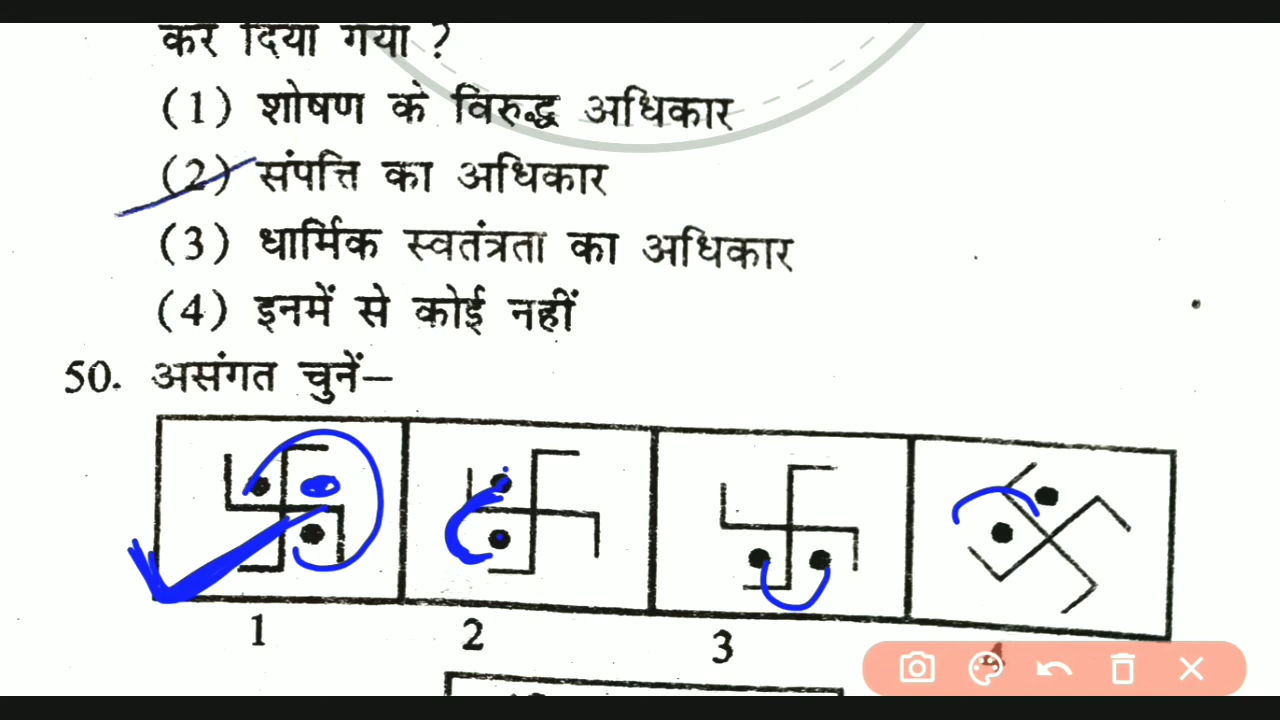 कर दिया गया ?
(1) शोषण के विरुद्ध अधिकार
(2) संपत्ति का अधिकार
(3) धार्मिक स्वतंत्रता का अधिकार
(4) इनमें से कोई नहीं
50. असंगत चुनें–
1 2 3 4